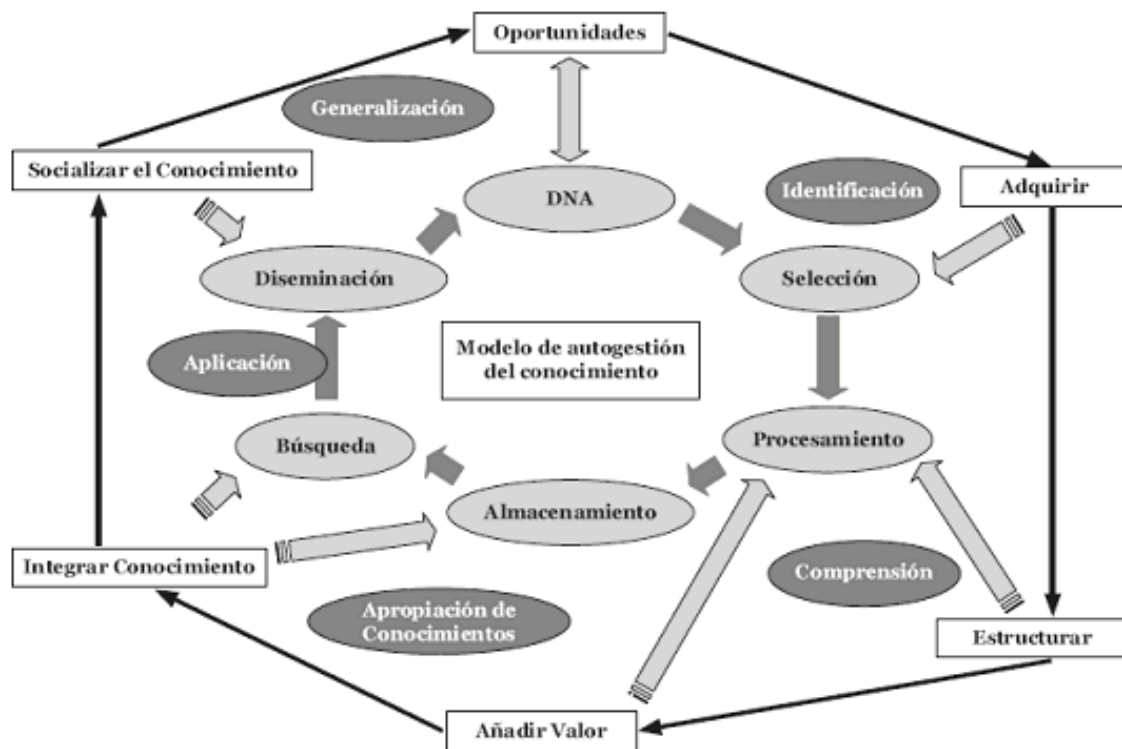 Oportunidades
Generalización
Socializar el Conocimiento
DNA
Identificación
Adquirir
Diseminación
Selección
Modelo de autogestión
del conocimiento
Aplicación
Búsqueda
Procesamiento
Almacenamiento
Integrar Conocimiento
Comprensión
Apropiación de
Conocimientos
Estructurar
Añadir Valor